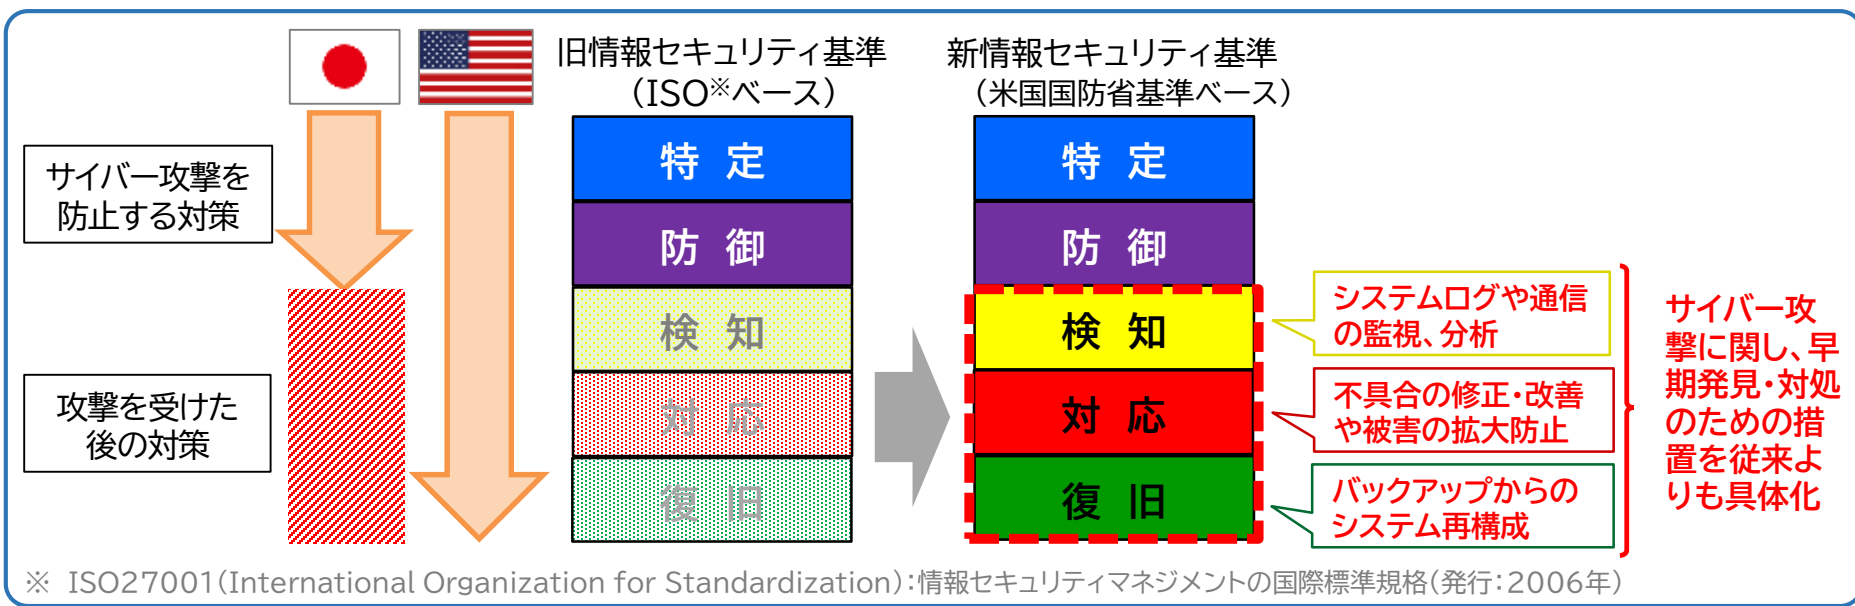 旧情報セキュリティ基準
（ISO※ベース）
新情報セキュリティ基準
（米国国防省基準ベース）
サイバー攻撃を
防止する対策
攻撃を受けた
後の対策
特 定
防 御
検 知
対 応
復 旧
特 定
防 御
検 知
対 応
復 旧
システムログや通信
の監視、分析
不具合の修正・改善
や被害の拡大防止
バックアップからの
システム再構成
サイバー攻
撃に関し、早
期発見・対処
のための措
置を従来よ
りも具体化
※ ISO27001（International Organization for Standardization）：情報セキュリティマネジメントの国際標準規格（発行：2006年）